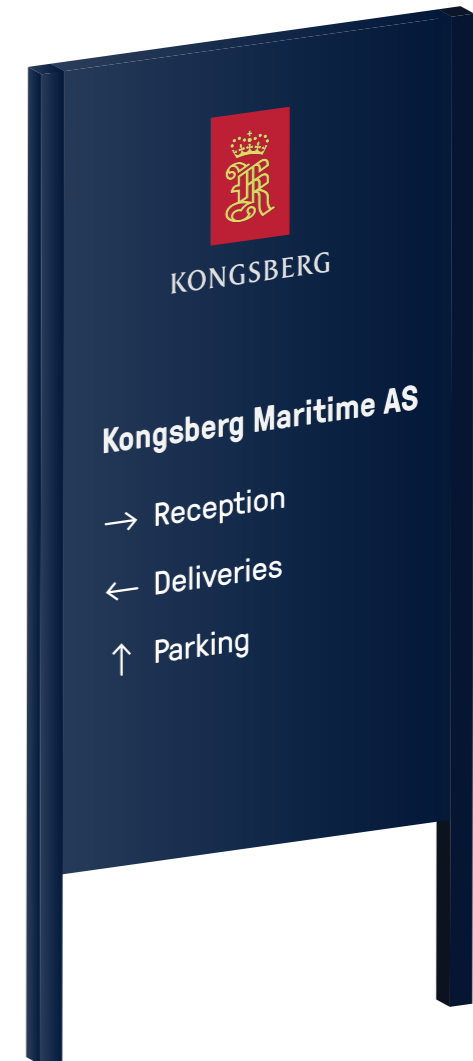 KONGSBERG
Kongsberg Maritime AS
→ Reception
← Deliveries
↑ Parking